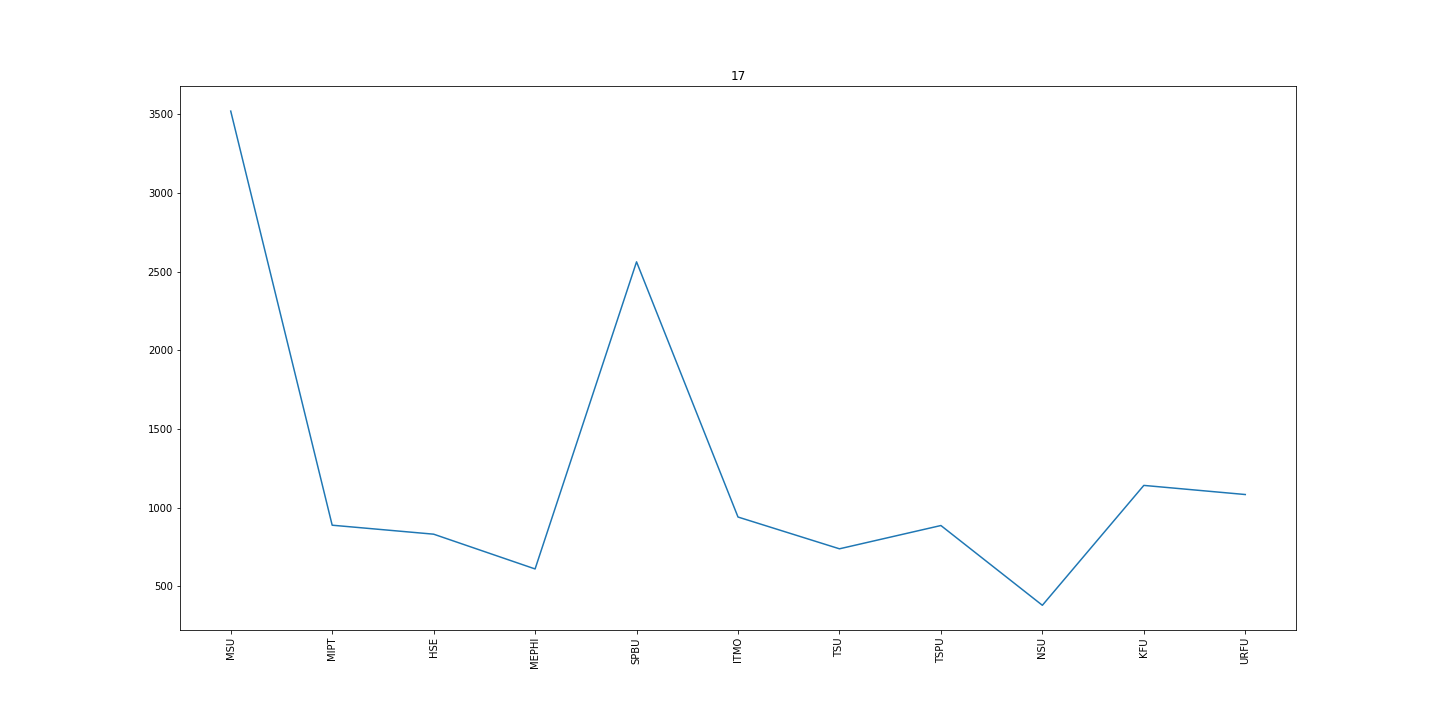 17
3500
3000
2500
2000
1500
1000
500
MSU
MIPT
HSE
MEPHI
SPBU
ITMO
TSU
TSPU
NSU
KFU
URFU